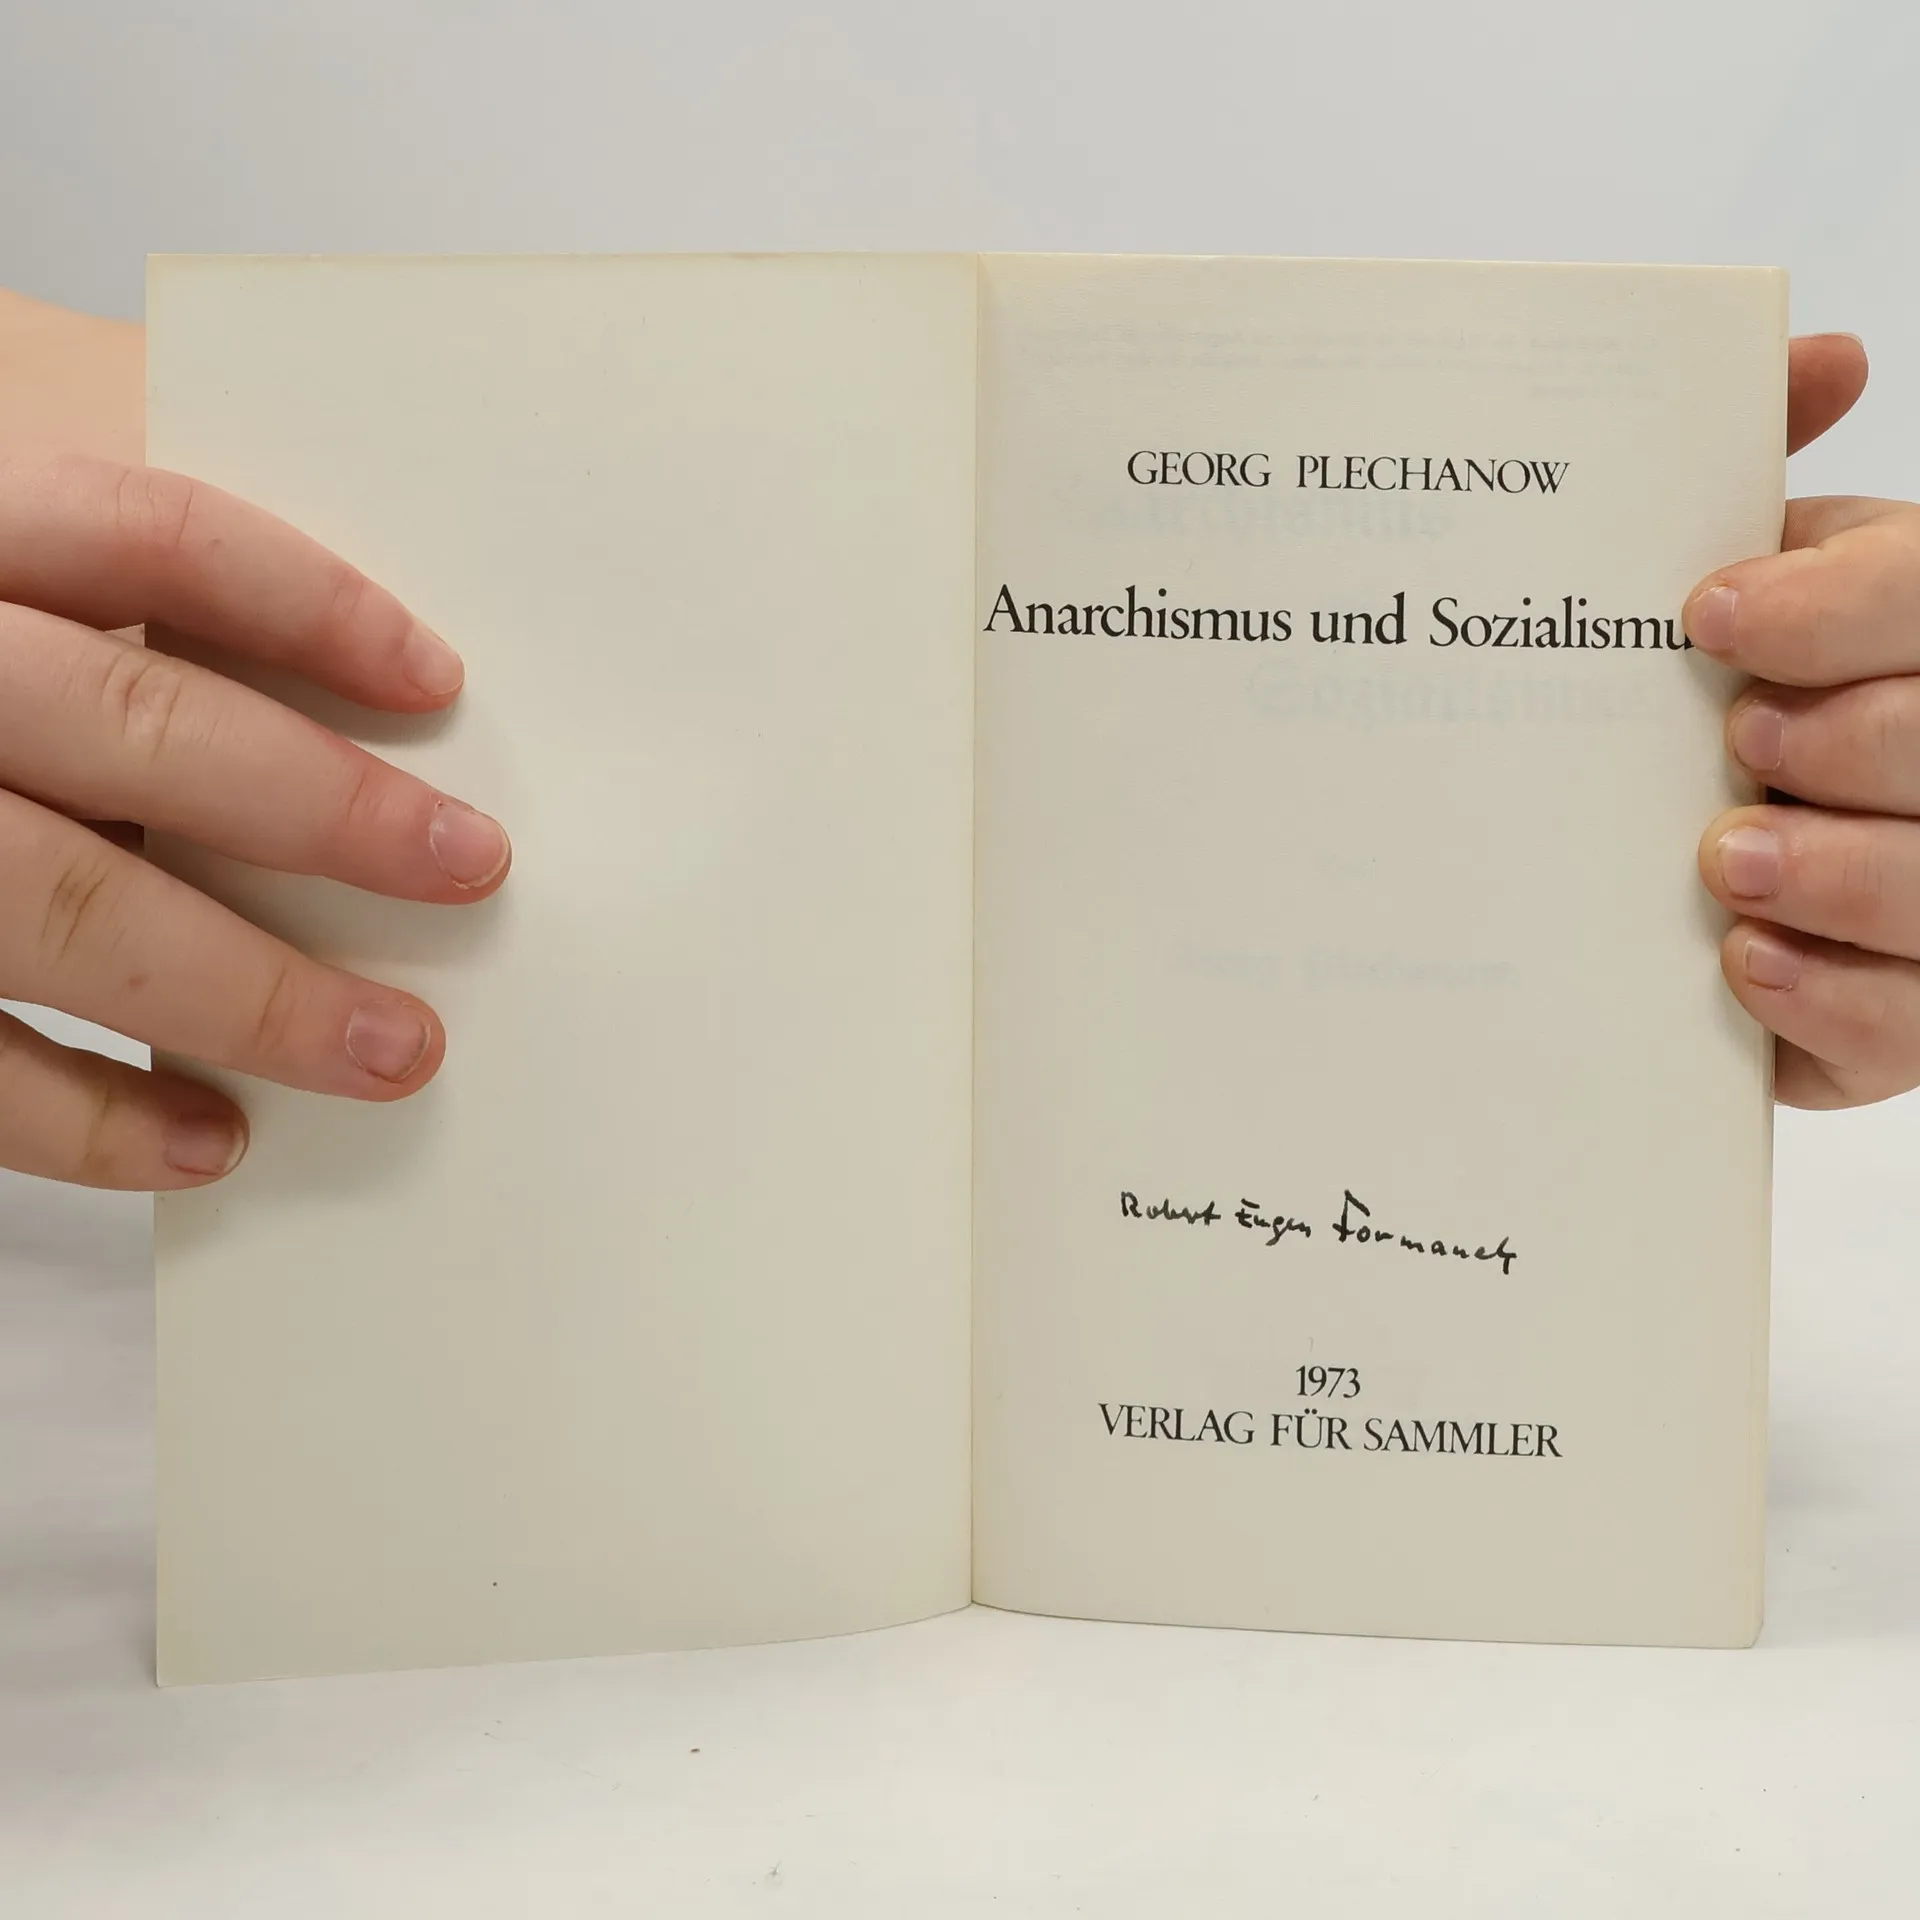 GEORG PLECHANOW
Anarchismus und Sozialismu
Robert Eugen Formanek
1973
VERLAG FÜR SAMMLER